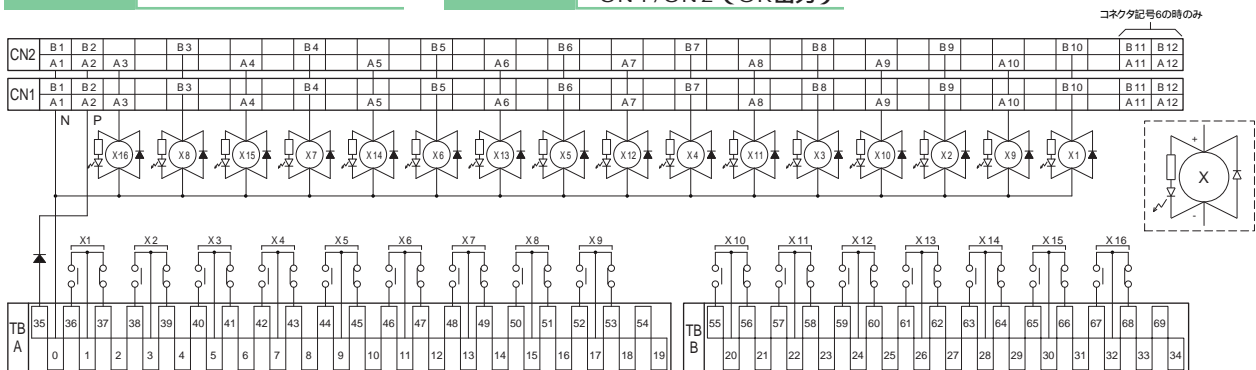 コネクタ記号6の時のみ
CN2 B1 B2 B3 B4 B5 B6 B7 B8 B9 B10 B11 B12
A1 A2 A3 A4 A5 A6 A7 A8 A9 A10 A11 A12
CN1 B1 B2 B3 B4 B5 B6 B7 B8 B9 B10 B11 B12
A1 A2 A3 A4 A5 A6 A7 A8 A9 A10 A11 A12
N P
X16 X8 X15 X7 X14 X6 X13 X5 X12 X4 X11 X3 X10 X2 X9 X1
+
X
-
X1 X2 X3 X4 X5 X6 X7 X8 X9 X10 X11 X12 X13 X14 X15 X16
TB A 35 36 37 38 39 40 41 42 43 44 45 46 47 48 49 50 51 52 53 54
0 1 2 3 4 5 6 7 8 9 10 11 12 13 14 15 16 17 18 19
TB B 55 56 57 58 59 60 61 62 63 64 65 66 67 68 69
20 21 22 23 24 25 26 27 28 29 30 31 32 33 34